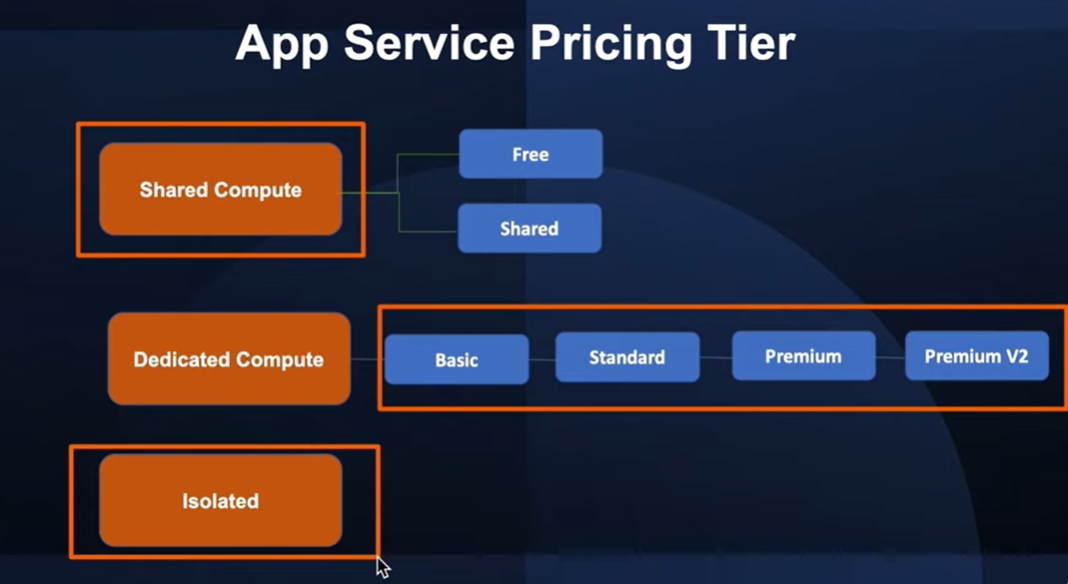 App Service Pricing Tier
Shared Compute
Free
Shared
Dedicated Compute
Basic
Standard
Premium
Premium V2
Isolated